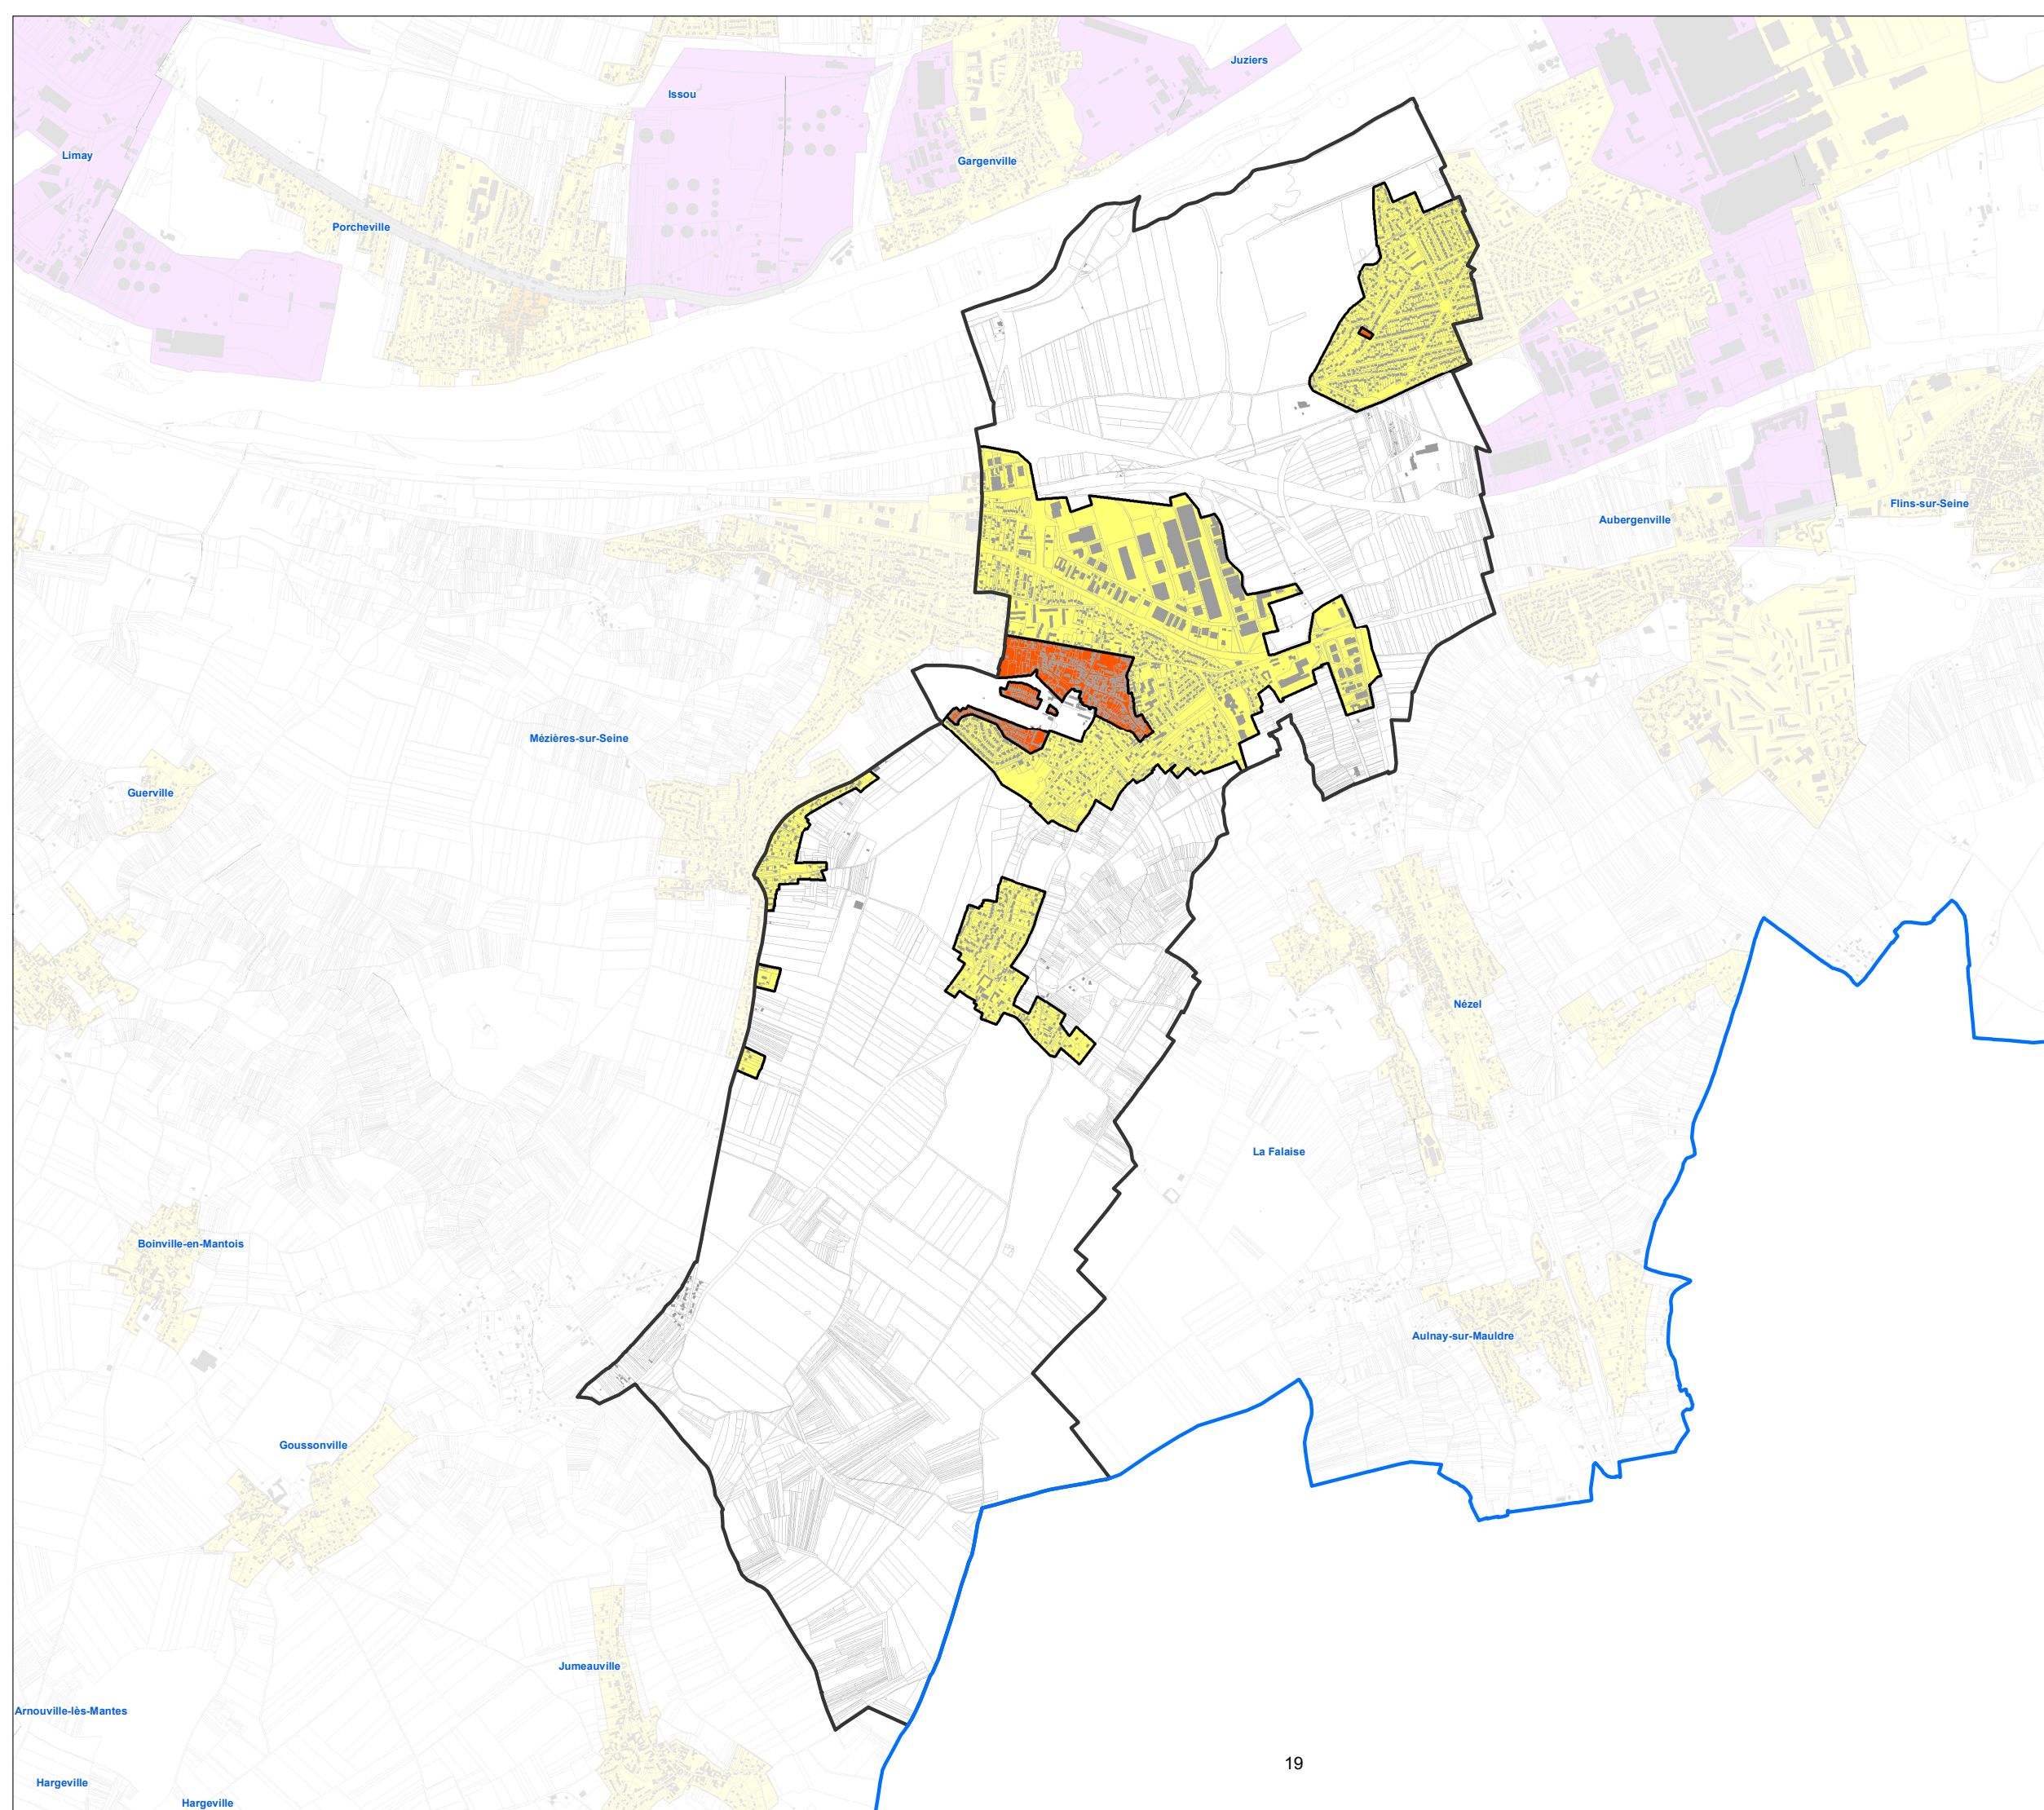 Juziers
Issou
Limay
Gargenville
Porcheville
Flins-sur-Seine
Aubergenville
Mézières-sur-Seine
Guerville
Nézel
La Falaise
Boinville-en-Mantois
Aulnay-sur-Mauldre
Goussonville
Jumeauville
Arnouville-lès-Mantes
19
Hargeville
Hargeville